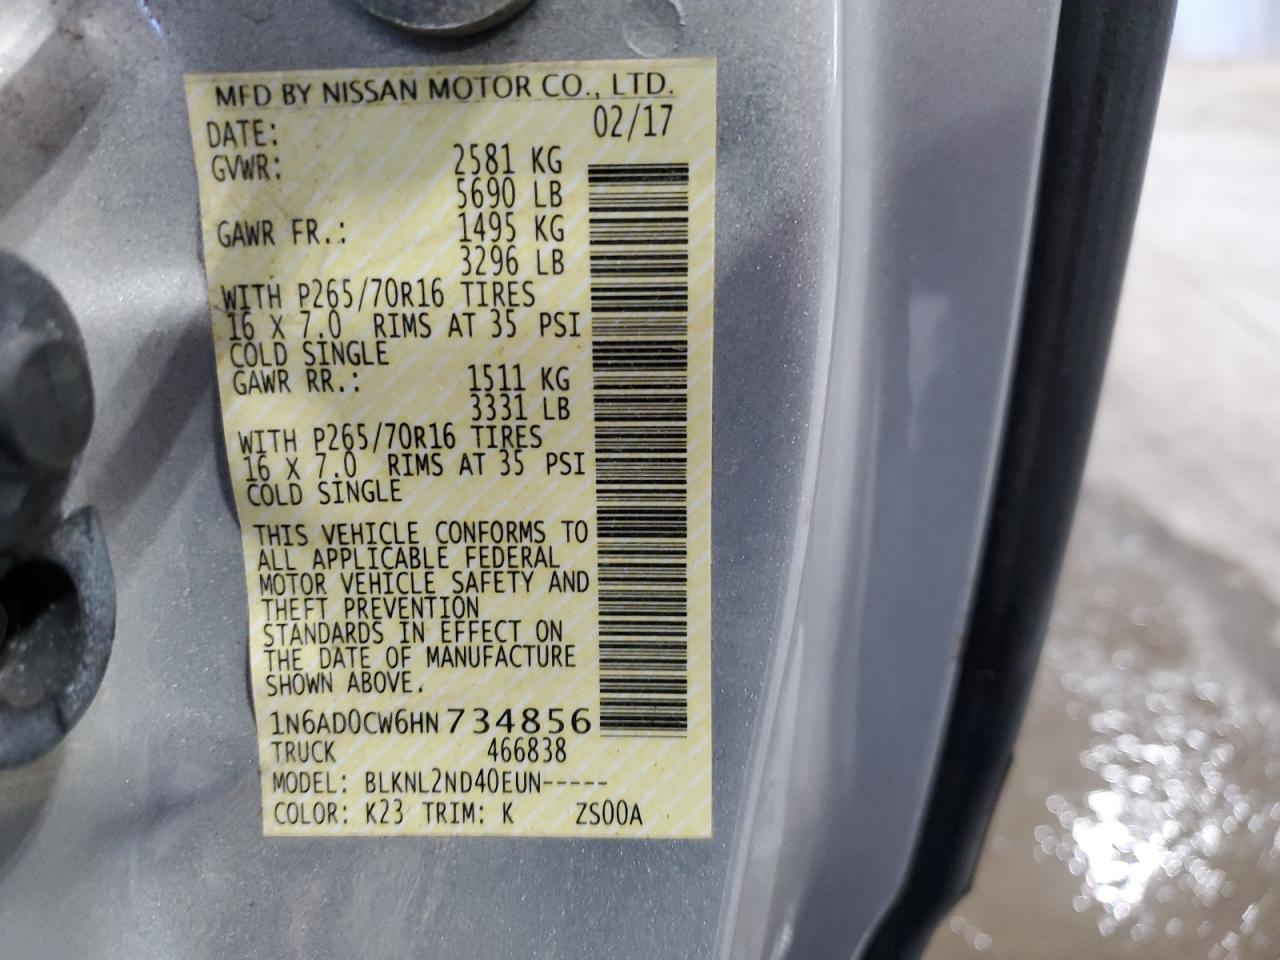 MFD BY NISSAN MOTOR CO., LTD.
DATE: 02/17
GVWR: 2581 KG
5690 LB
GAWR FR.: 1495 KG
3296 LB
WITH P265/70R16 TIRES
16 X 7.0 RIMS AT 35 PSI
COLD SINGLE
GAWR RR.: 1511 KG
3331 LB
WITH P265/70R16 TIRES
16 X 7.0 RIMS AT 35 PSI
COLD SINGLE
THIS VEHICLE CONFORMS TO
ALL APPLICABLE FEDERAL
MOTOR VEHICLE SAFETY AND
THEFT PREVENTION
STANDARDS IN EFFECT ON
THE DATE OF MANUFACTURE
SHOWN ABOVE.
1N6AD0CW6HN734856
TRUCK 466838
MODEL: BLKNL2ND40EUN-----
COLOR: K23 TRIM: K ZS00A